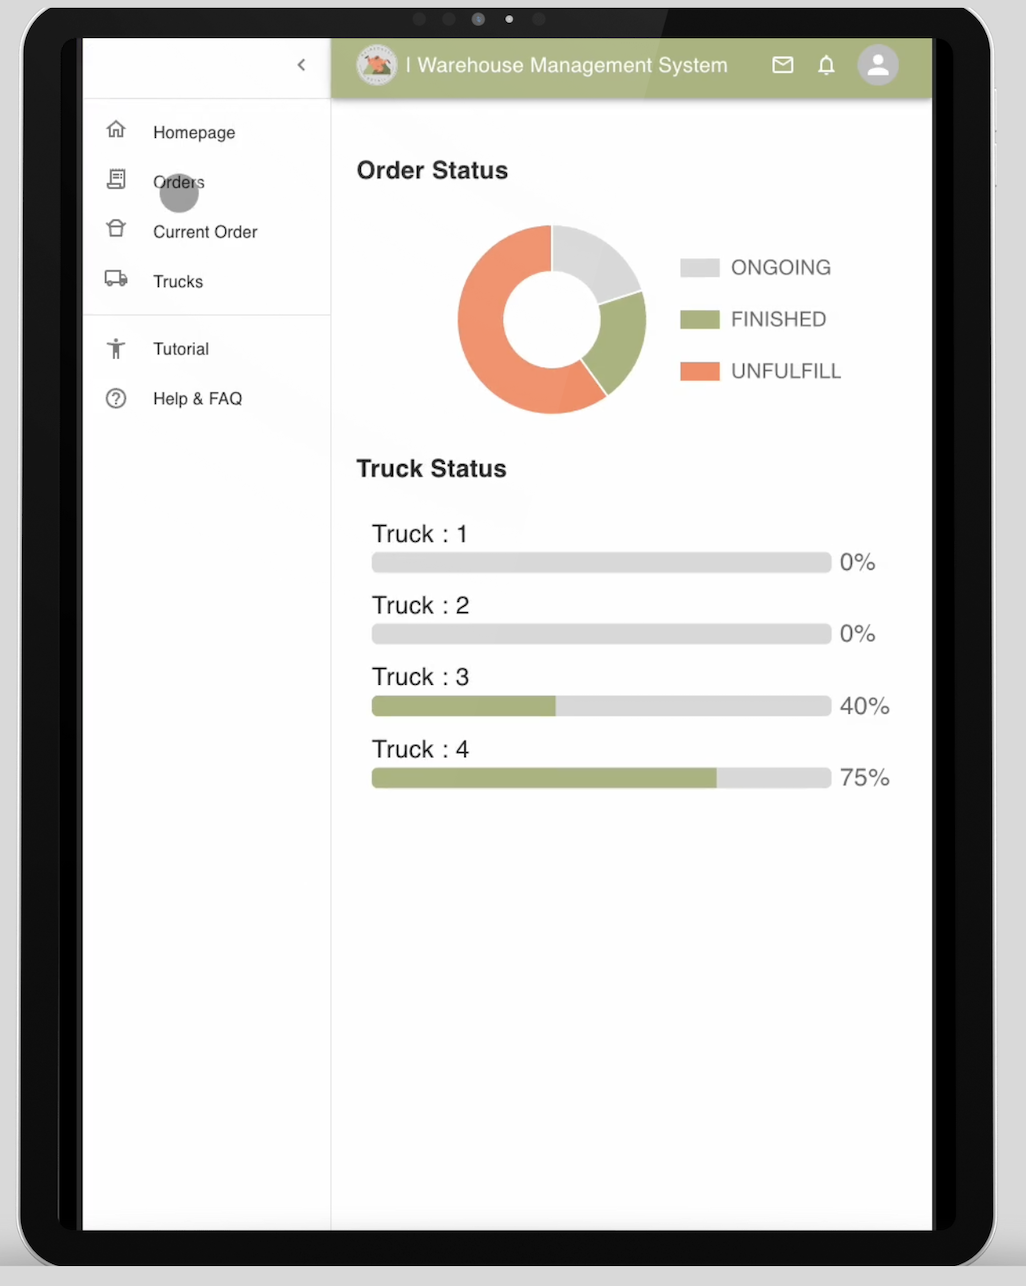 | Warehouse Management System
Homepage
Orders
Current Order
Trucks
Tutorial
Help & FAQ
Order Status
ONGOING
FINISHED
UNFULFILL
Truck Status
Truck : 1
0%
Truck : 2
0%
Truck : 3
40%
Truck : 4
75%